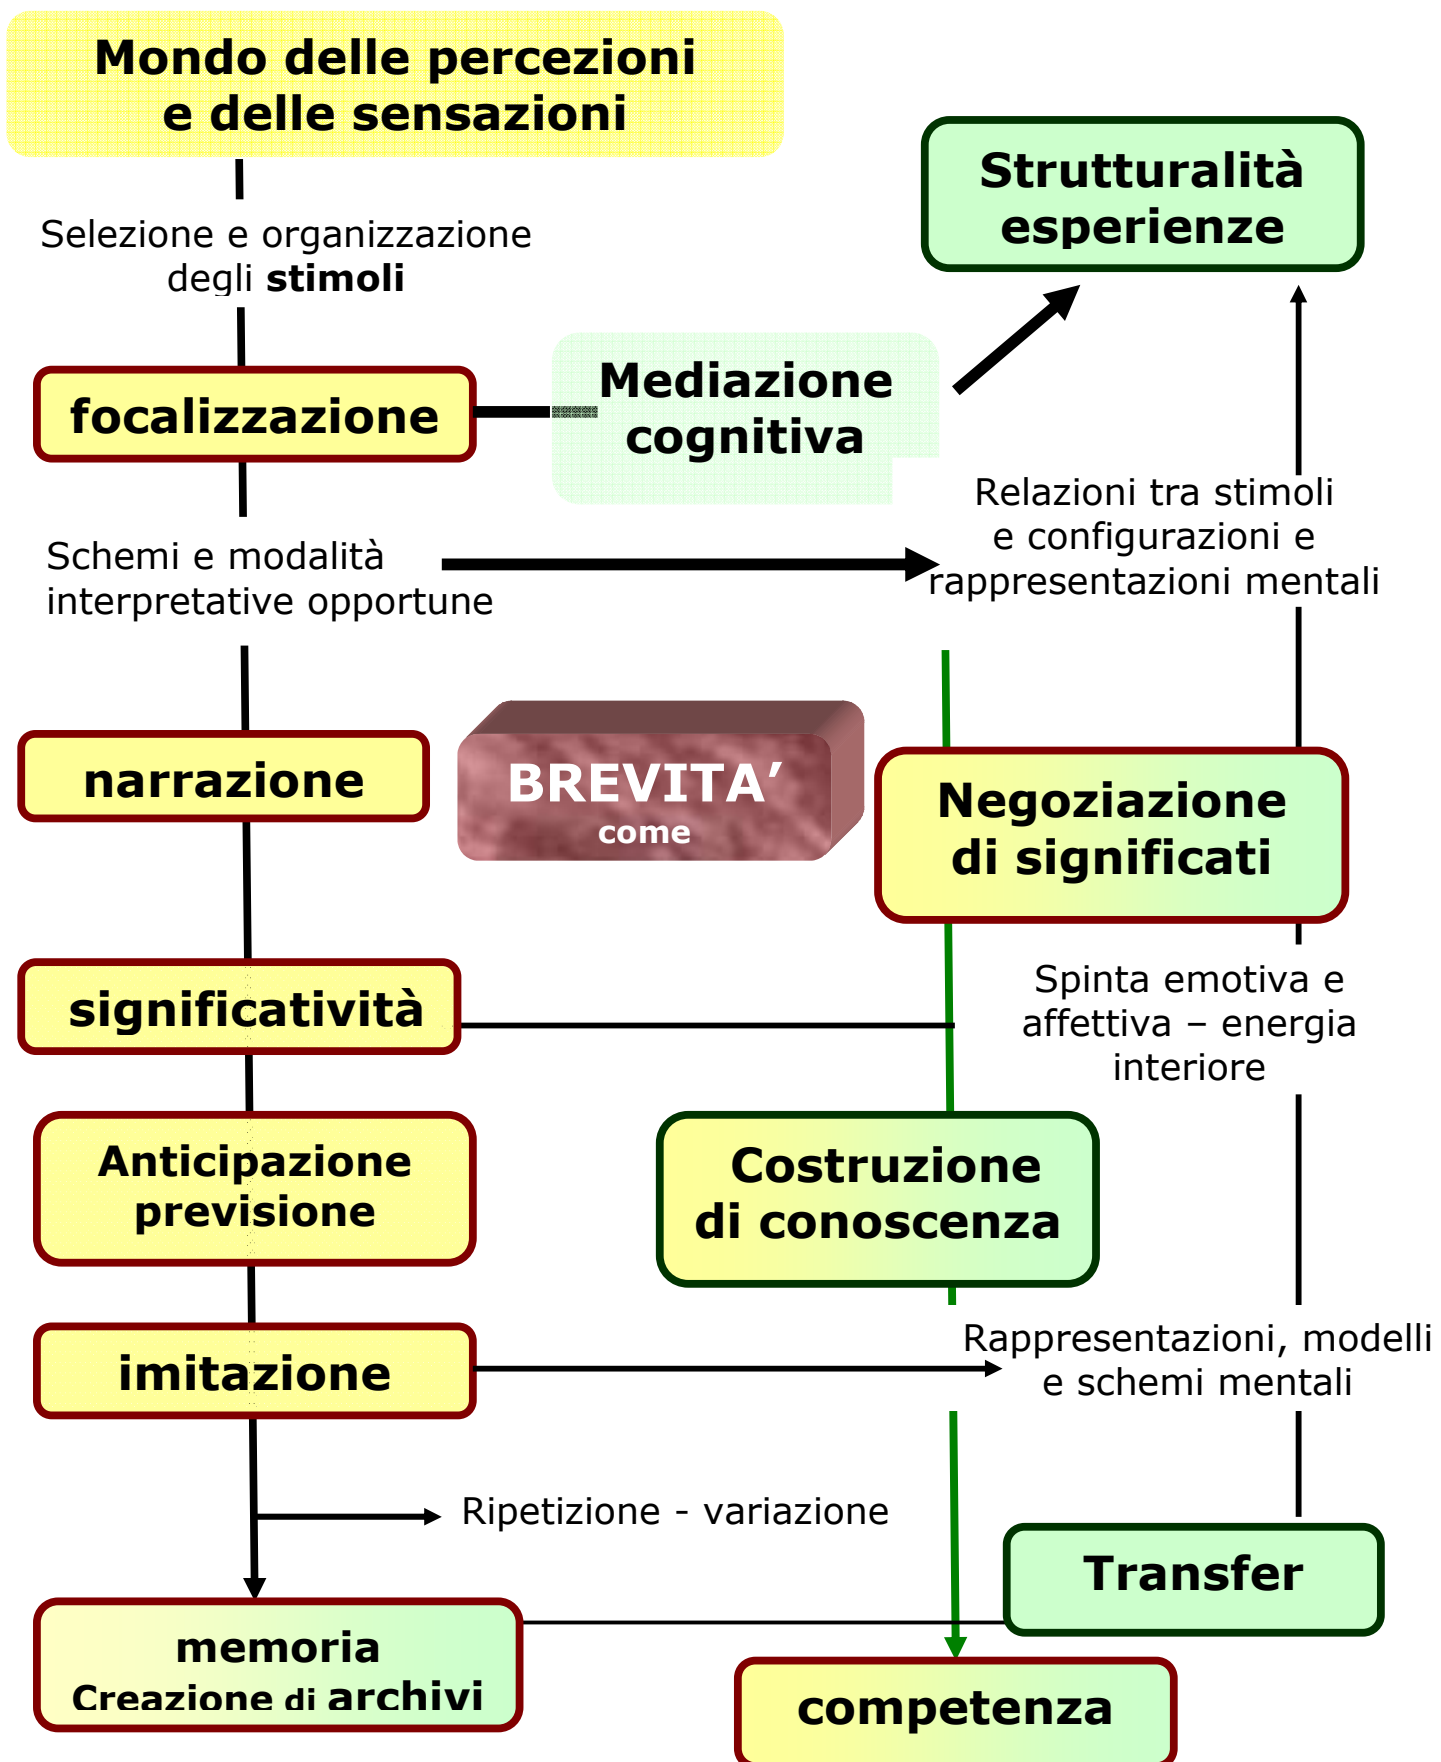 Mondo delle percezioni
e delle sensazioni
Strutturalità
esperienze
Selezione e organizzazione
degli stimoli
focalizzazione
Mediazione
cognitiva
Relazioni tra stimoli
e configurazioni e
rappresentazioni mentali
Schemi e modalità
interpretative opportune
narrazione
BREVITA’
come
Negoziazione
di significati
significatività
Spinta emotiva e
affettiva – energia
interiore
Anticipazione
previsione
Costruzione
di conoscenza
imitazione
Rappresentazioni, modelli
e schemi mentali
Ripetizione - variazione
Transfer
memoria
Creazione di archivi
competenza